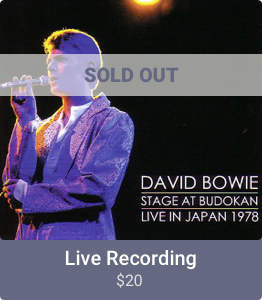 SOLD OUT
DAVID BOWIE
STAGE AT BUDOKAN
LIVE IN JAPAN 1978
Live Recording
$20